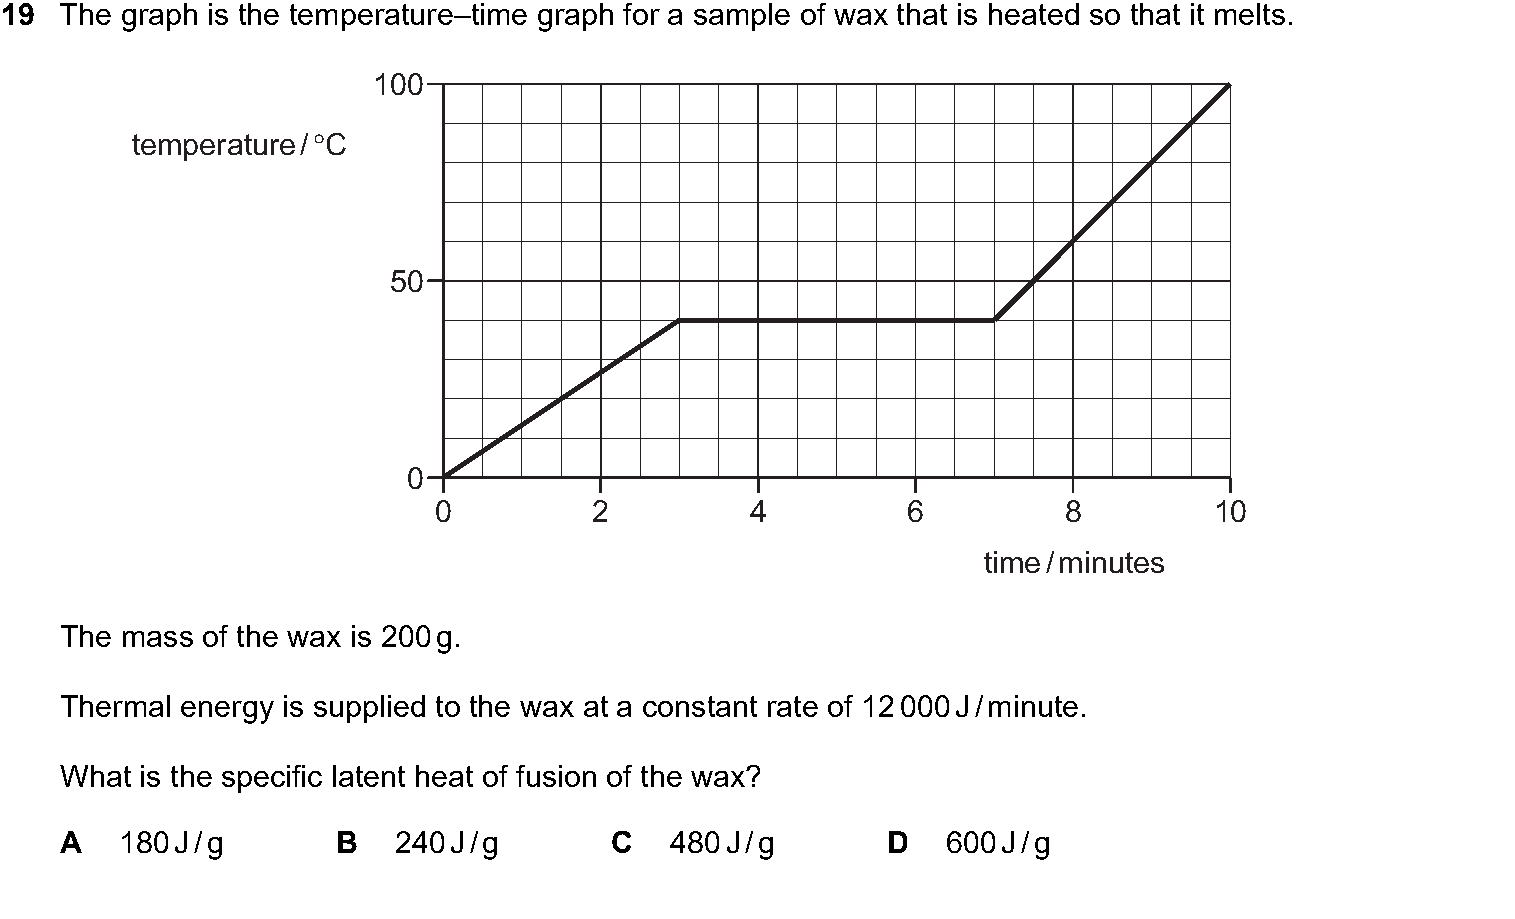 19 The graph is the temperature–time graph for a sample of wax that is heated so that it melts.
100
temperature / °C
50
0
0 2 4 6 8 10
time / minutes
The mass of the wax is 200 g.
Thermal energy is supplied to the wax at a constant rate of 12 000 J / minute.
What is the specific latent heat of fusion of the wax?
A 180 J / g B 240 J / g C 480 J / g D 600 J / g